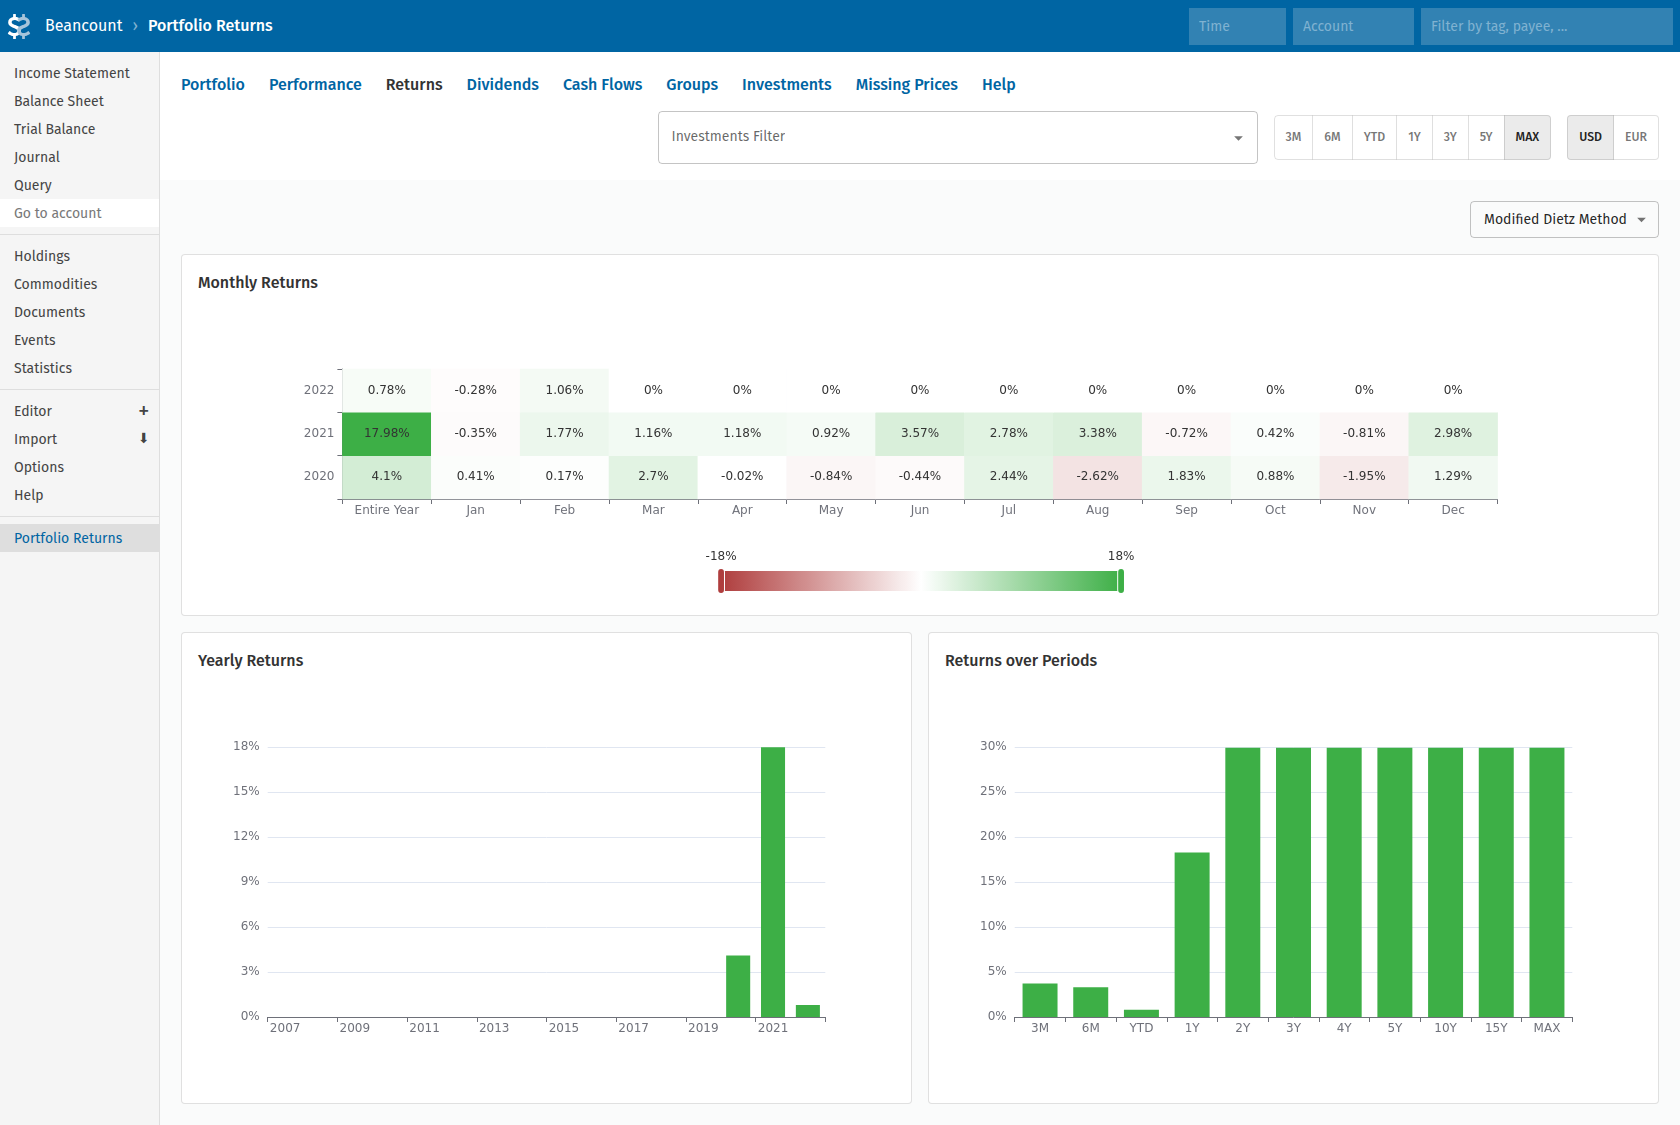 Beancount › Portfolio Returns
Time
Account
Filter by tag, payee, ...
Income Statement
Balance Sheet
Trial Balance
Journal
Query
Go to account
Holdings
Commodities
Documents
Events
Statistics
Editor +
Import
Options
Help
Portfolio Returns
Portfolio Performance Returns Dividends Cash Flows Groups Investments Missing Prices Help
Investments Filter
3M 6M YTD 1Y 3Y 5Y MAX
USD EUR
Modified Dietz Method
Monthly Returns
2022 0.78% -0.28% 1.06% 0% 0% 0% 0% 0% 0% 0% 0% 0% 0%
2021 17.98% -0.35% 1.77% 1.16% 1.18% 0.92% 3.57% 2.78% 3.38% -0.72% 0.42% -0.81% 2.98%
2020 4.1% 0.41% 0.17% 2.7% -0.02% -0.84% -0.44% 2.44% -2.62% 1.83% 0.88% -1.95% 1.29%
Entire Year Jan Feb Mar Apr May Jun Jul Aug Sep Oct Nov Dec
-18% 18%
Yearly Returns
18%
15%
12%
9%
6%
3%
0%
2007 2009 2011 2013 2015 2017 2019 2021
Returns over Periods
30%
25%
20%
15%
10%
5%
0%
3M 6M YTD 1Y 2Y 3Y 4Y 5Y 10Y 15Y MAX